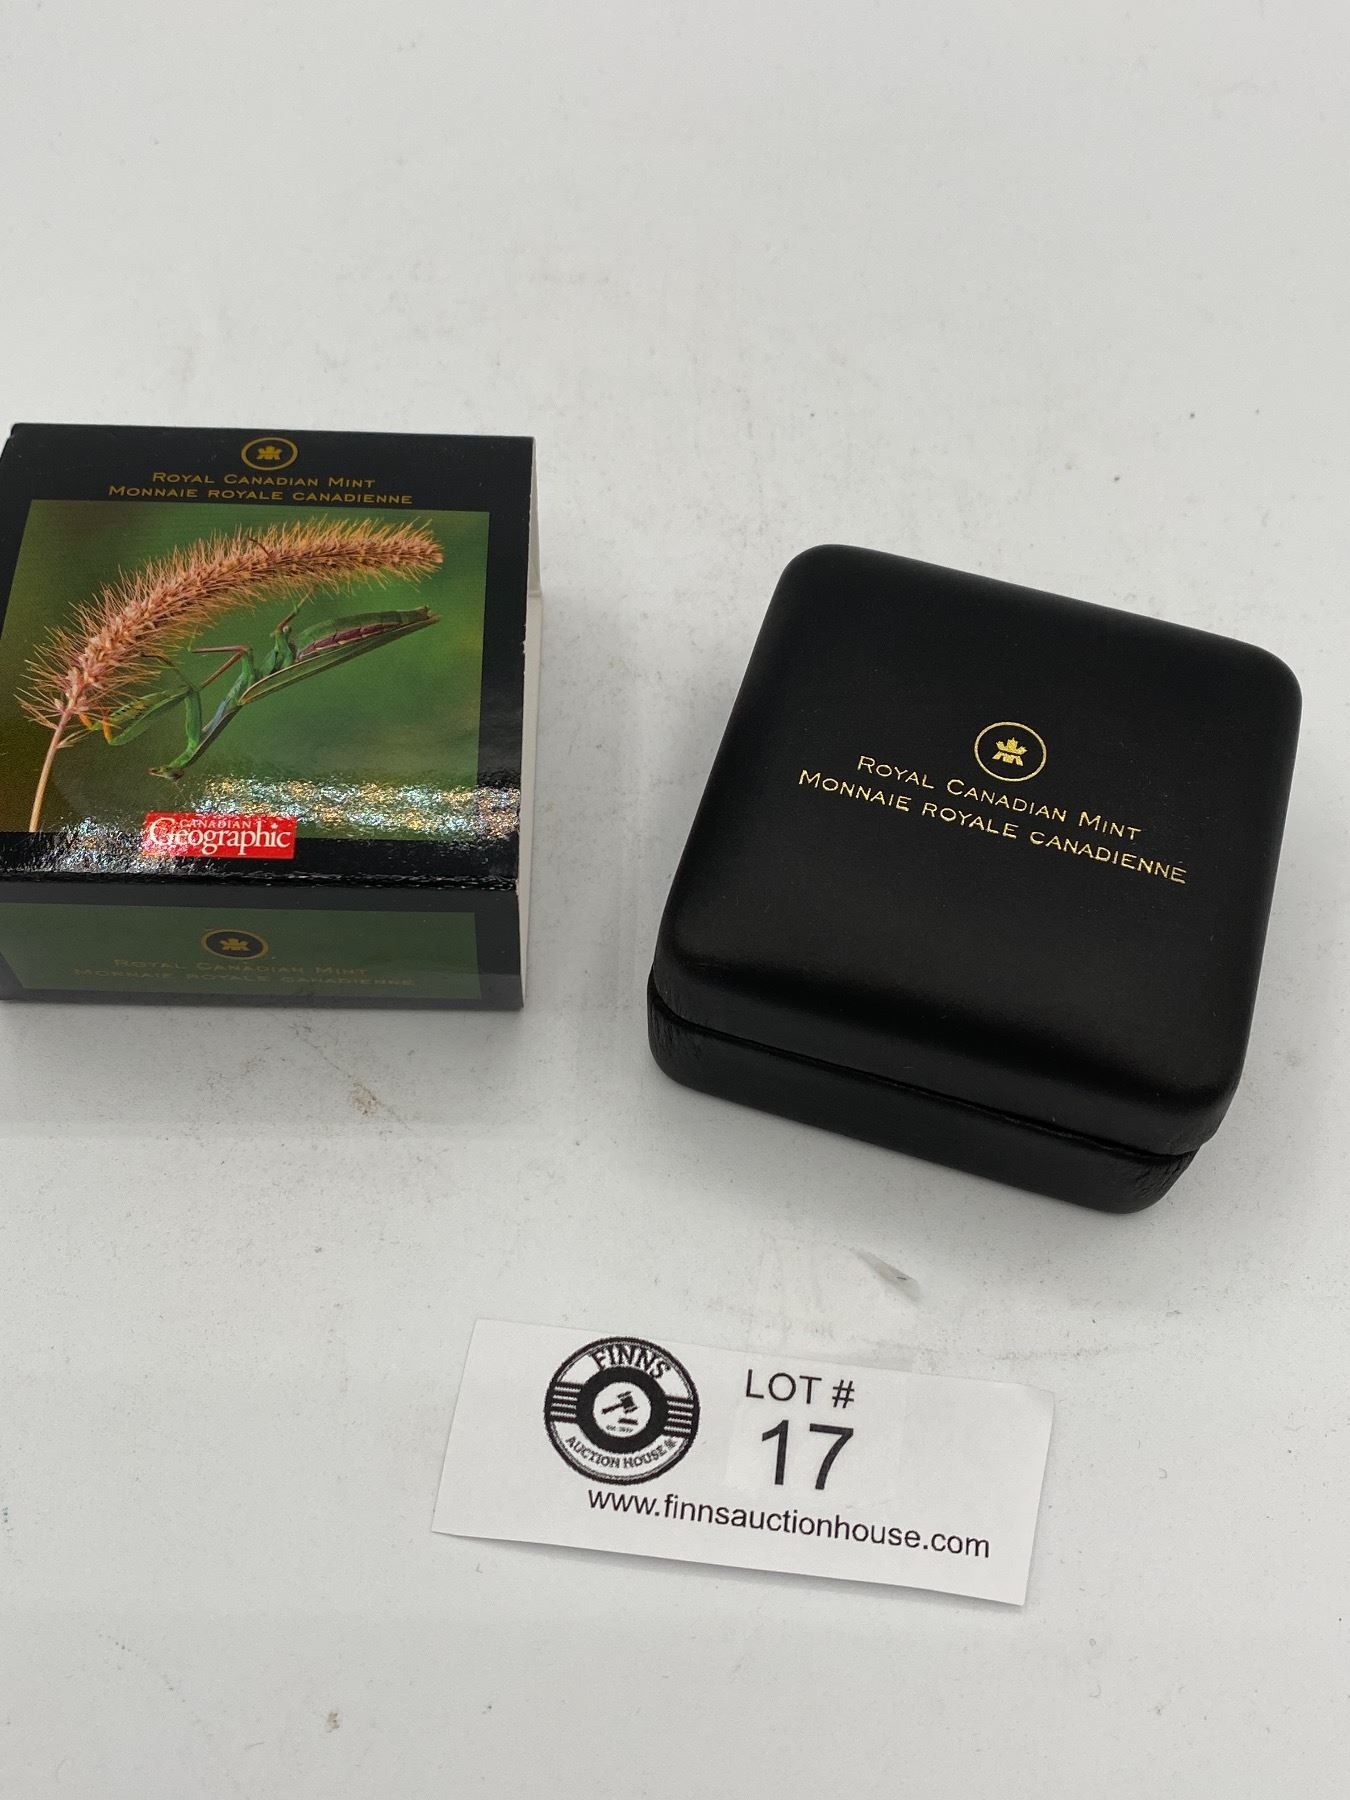 Royal Canadian Mint
Monnaie royale canadienne
CANADIAN
Geographic
Royal Canadian Mint
Monnaie royale canadienne
Royal Canadian Mint
Monnaie royale canadienne
FINNS
AUCTION HOUSE
LOT #
17
www.finnsauctionhouse.com